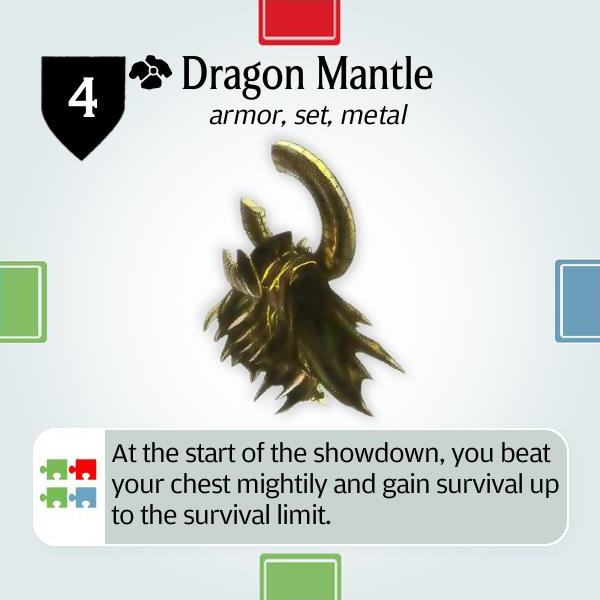 4
Dragon Mantle
armor, set, metal
At the start of the showdown, you beat
your chest mightily and gain survival up
to the survival limit.